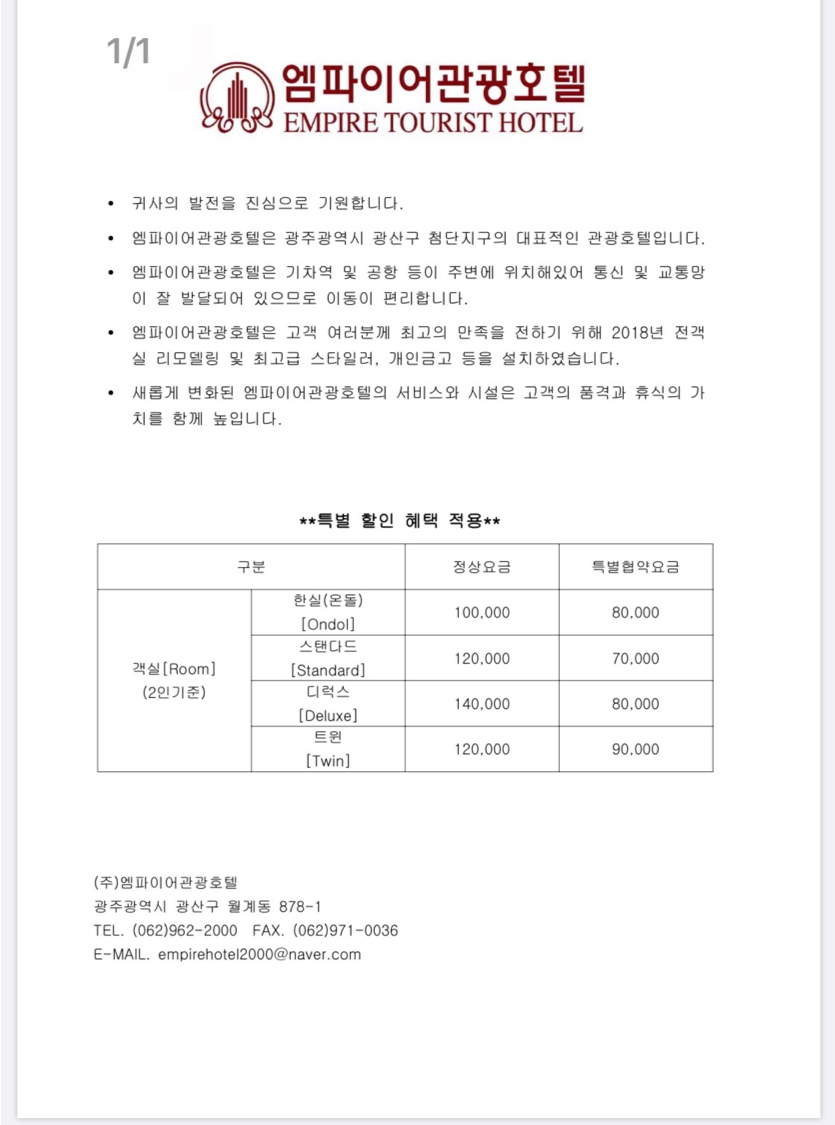 1/1
엠파이어관광호텔
EMPIRE TOURIST HOTEL
• 귀사의 발전을 진심으로 기원합니다.
• 엠파이어관광호텔은 광주광역시 광산구 첨단지구의 대표적인 관광호텔입니다.
• 엠파이어관광호텔은 기차역 및 공항 등이 주변에 위치해있어 통신 및 교통망
이 잘 발달되어 있으므로 이동이 편리합니다.
• 엠파이어관광호텔은 고객 여러분께 최고의 만족을 전하기 위해 2018년 전객
실 리모델링 및 최고급 스타일러, 개인금고 등을 설치하였습니다.
• 새롭게 변화된 엠파이어관광호텔의 서비스와 시설은 고객의 품격과 휴식의 가
치를 함께 높입니다.
**특별 할인 혜택 적용**
구분 정상요금 특별협약요금
객실[Room]
(2인기준)
한실(온돌)
[Ondol]
100,000 80,000
스탠다드
[Standard]
120,000 70,000
디럭스
[Deluxe]
140,000 80,000
트윈
[Twin]
120,000 90,000
(주)엠파이어관광호텔
광주광역시 광산구 월계동 878-1
TEL. (062)962-2000 FAX. (062)971-0036
E-MAIL. empirehotel2000@naver.com